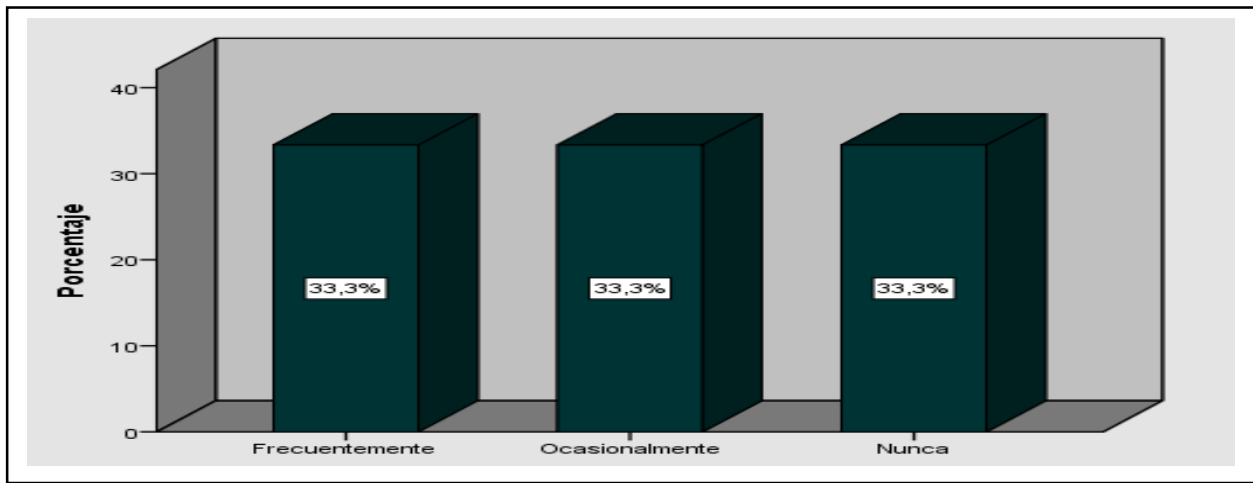 Porcentaje
40
30
20
10
0
33,3%
33,3%
33,3%
Frecuentemente
Ocasionalmente
Nunca